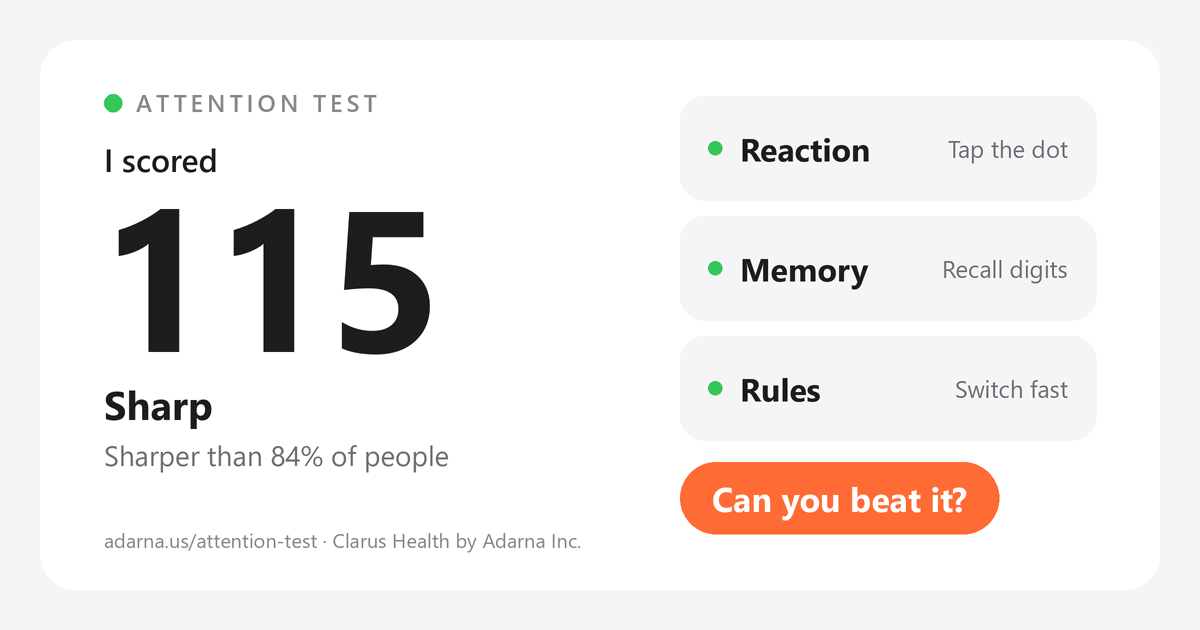 ATTENTION TEST
I scored
115
Sharp
Sharper than 84% of people
adarna.us/attention-test · Clarus Health by Adarna Inc.
Reaction Tap the dot
Memory Recall digits
Rules Switch fast
Can you beat it?